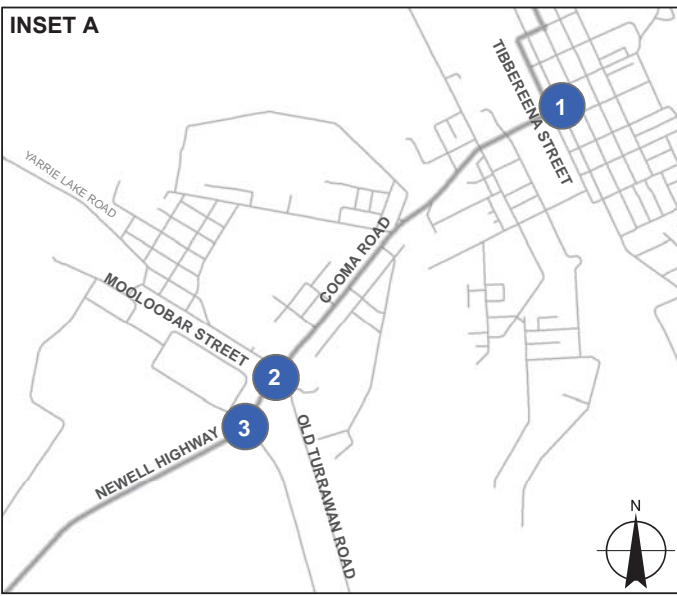 INSET A
TIBBEREENA STREET
1
YARRIE LAKE ROAD
COOMA ROAD
MOOLOOBAR STREET
2
3
NEWELL HIGHWAY
OLD TURRAWAN ROAD
N